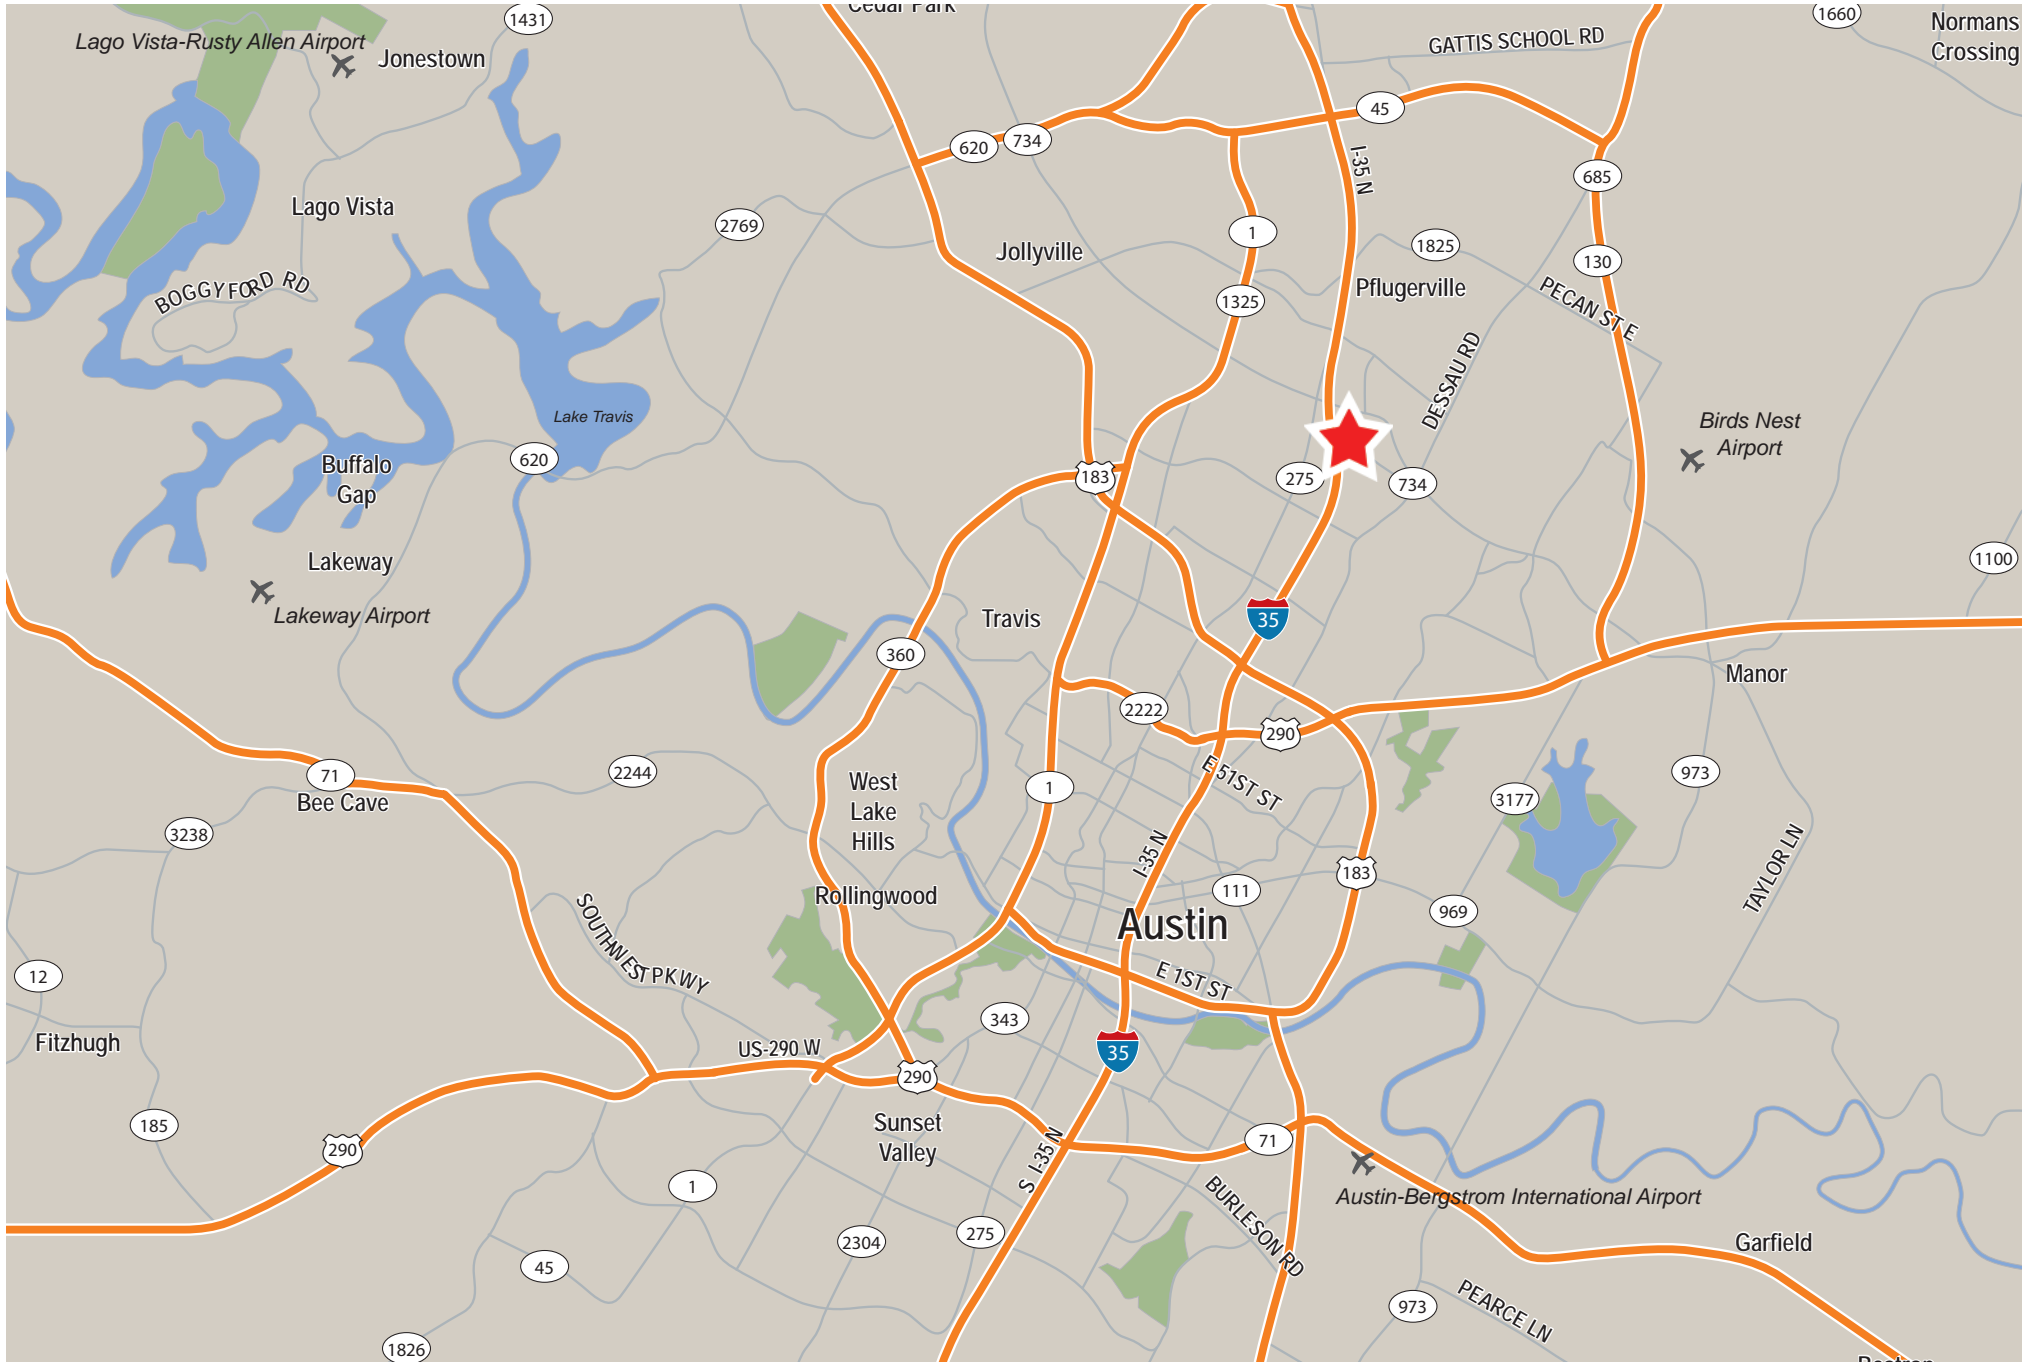 Cedar Park
1431
1660
Normans
Crossing
Lago Vista-Rusty Allen Airport
Jonestown
GATTIS SCHOOL RD
45
620
734
I-35 N
685
Lago Vista
2769
Jollyville
1
1825
130
BOGGY FORD RD
1325
Pflugerville
PECAN ST E
DESSAU RD
Lake Travis
Birds Nest
Airport
620
Buffalo
Gap
183
275
734
Lakeway
1100
Lakeway Airport
Travis
35
360
Manor
2222
290
E 51ST ST
71
2244
West
Lake
Hills
1
973
3177
Bee Cave
3238
I-35 N
183
TAYLOR LN
Rollingwood
111
969
Austin
SOUTHWEST PKWY
12
E 1ST ST
343
Fitzhugh
US-290 W
35
290
185
Sunset
Valley
71
290
S I-35 N
1
BURLESON RD
Austin-Bergstrom International Airport
2304
275
Garfield
45
973
PEARCE LN
1826